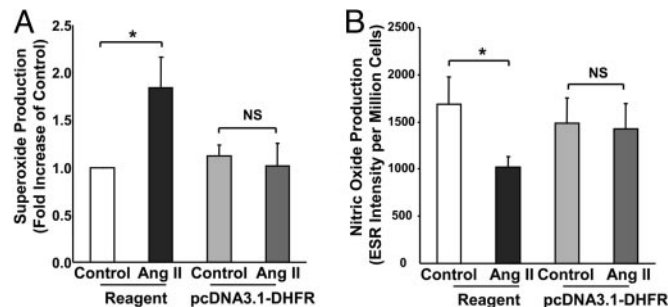 A
Superoxide Production
(Fold Increase of Control)
2.5
2.0
1.5
1.0
0.5
0.0
*
NS
Control Ang II Control Ang II
Reagent pcDNA3.1-DHFR
B
Nitric Oxide Production
(ESR Intensity per Million Cells)
2500
2000
1500
1000
500
0
*
NS
Control Ang II Control Ang II
Reagent pcDNA3.1-DHFR